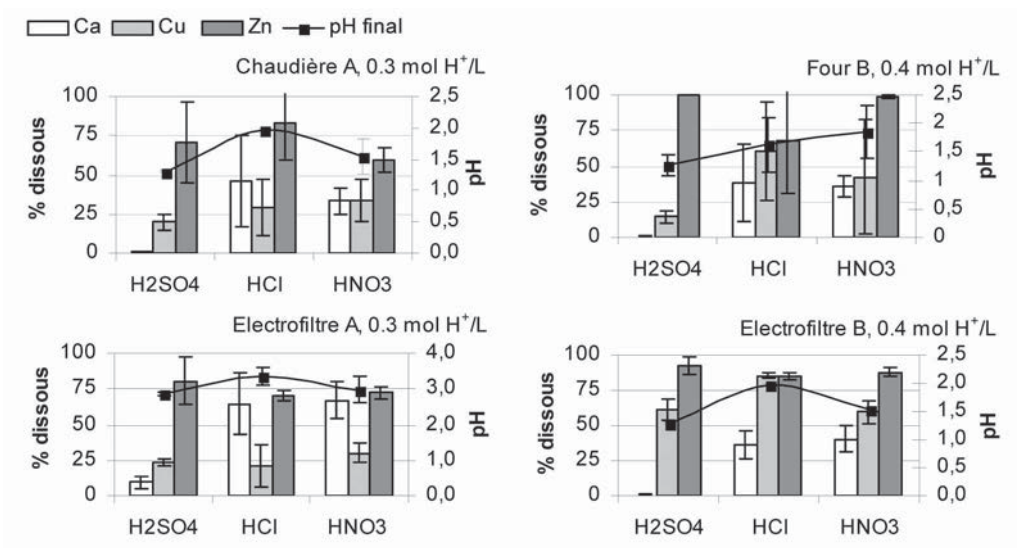 Ca Cu Zn pH final
Chaudière A, 0.3 mol H⁺/L
100
75
50
25
0
% dissous
2,5
2,0
1,5
1,0
0,5
0,0
pH
H2SO4 HCl HNO3
Four B, 0.4 mol H⁺/L
100
75
50
25
0
% dissous
2,5
2
1,5
1
0,5
0
pH
H2SO4 HCl HNO3
Electrofiltre A, 0.3 mol H⁺/L
100
75
50
25
0
% dissous
4,0
3,0
2,0
1,0
0,0
pH
H2SO4 HCl HNO3
Electrofiltre B, 0.4 mol H⁺/L
100
75
50
25
0
% dissous
2,5
2,0
1,5
1,0
0,5
0,0
pH
H2SO4 HCl HNO3